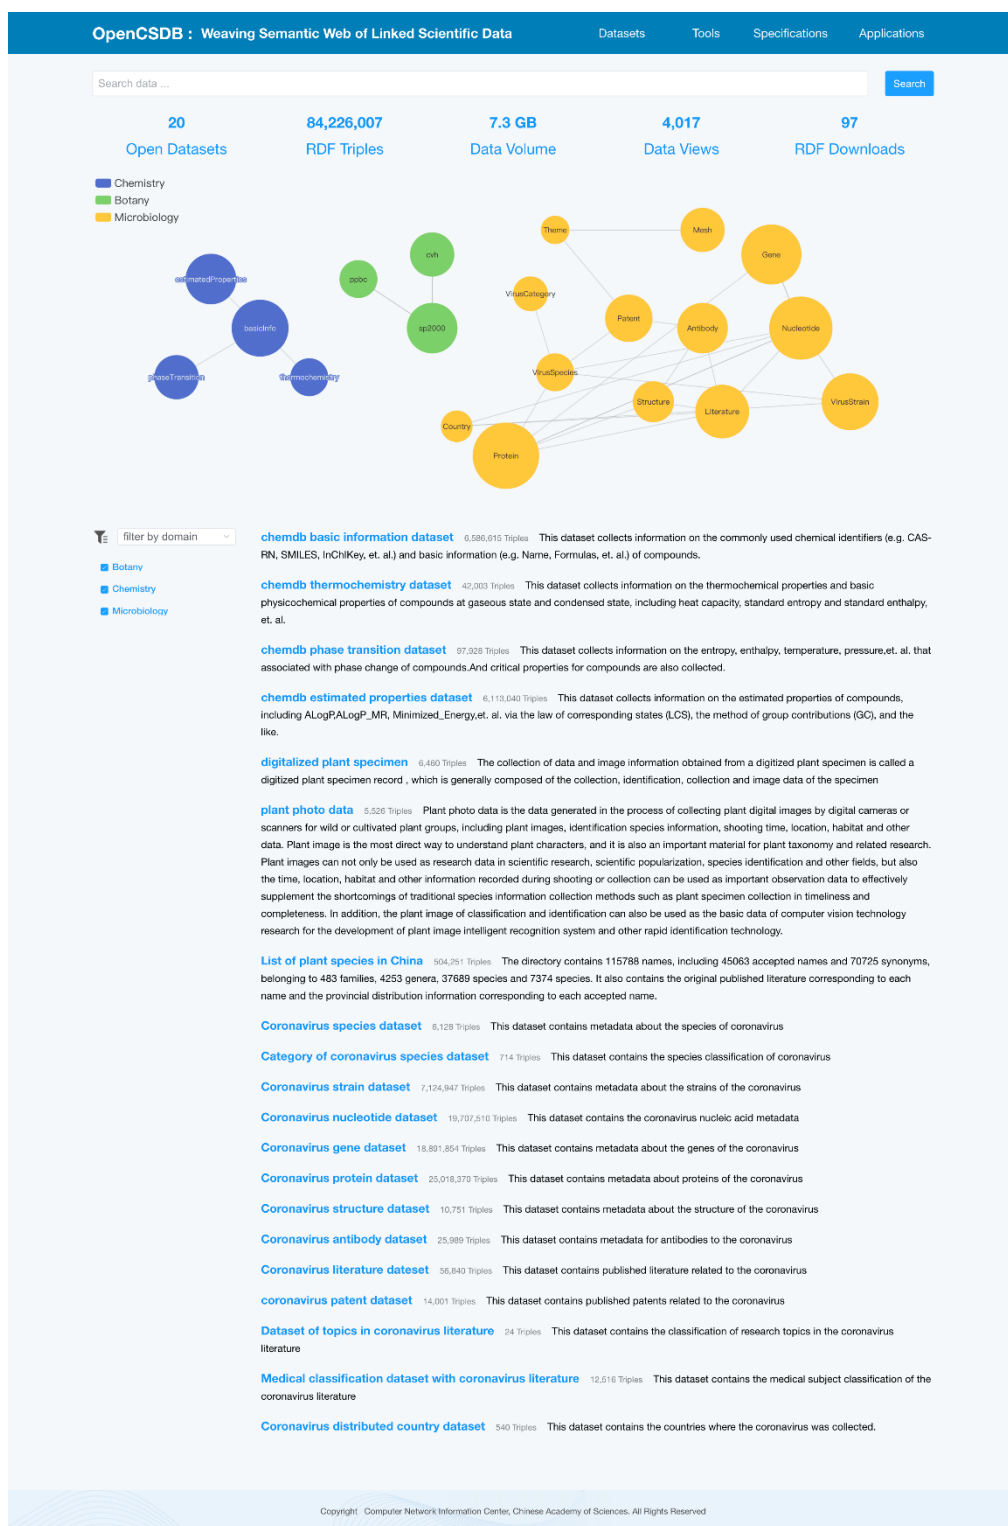 OpenCSDB : Weaving Semantic Web of Linked Scientific Data
Datasets Tools Specifications Applications
Search data ...
Search
20 84,226,007 7.3 GB 4,017 97
Open Datasets RDF Triples Data Volume Data Views RDF Downloads
Chemistry
Botany
Microbiology
estimatedProperties
basicInfo
phaseTransition
thermochemistry
cvh
ppbc
sp2000
Theme
Mesh
Gene
VirusCategory
Patent
Antibody
Nucleotide
VirusSpecies
Structure
Literature
VirusStrain
Country
Protein
filter by domain
Botany
Chemistry
Microbiology
chemdb basic information dataset 6,586,615 Triples This dataset collects information on the commonly used chemical identifiers (e.g. CAS-
RN, SMILES, InChIKey, et. al.) and basic information (e.g. Name, Formulas, et. al.) of compounds.
chemdb thermochemistry dataset 42,003 Triples This dataset collects information on the thermochemical properties and basic
physicochemical properties of compounds at gaseous state and condensed state, including heat capacity, standard entropy and standard enthalpy,
et. al.
chemdb phase transition dataset 97,928 Triples This dataset collects information on the entropy, enthalpy, temperature, pressure,et. al. that
associated with phase change of compounds.And critical properties for compounds are also collected.
chemdb estimated properties dataset 6,113,040 Triples This dataset collects information on the estimated properties of compounds,
including ALogP,ALogP_MR, Minimized_Energy,et. al. via the law of corresponding states (LCS), the method of group contributions (GC), and the
like.
digitalized plant specimen 6,460 Triples The collection of data and image information obtained from a digitized plant specimen is called a
digitized plant specimen record , which is generally composed of the collection, identification, collection and image data of the specimen
plant photo data 5,526 Triples Plant photo data is the data generated in the process of collecting plant digital images by digital cameras or
scanners for wild or cultivated plant groups, including plant images, identification species information, shooting time, location, habitat and other
data. Plant image is the most direct way to understand plant characters, and it is also an important material for plant taxonomy and related research.
Plant images can not only be used as research data in scientific research, scientific popularization, species identification and other fields, but also
the time, location, habitat and other information recorded during shooting or collection can be used as important observation data to effectively
supplement the shortcomings of traditional species information collection methods such as plant specimen collection in timeliness and
completeness. In addition, the plant image of classification and identification can also be used as the basic data of computer vision technology
research for the development of plant image intelligent recognition system and other rapid identification technology.
List of plant species in China 504,251 Triples The directory contains 115788 names, including 45063 accepted names and 70725 synonyms,
belonging to 483 families, 4253 genera, 37689 species and 7374 species. It also contains the original published literature corresponding to each
name and the provincial distribution information corresponding to each accepted name.
Coronavirus species dataset 6,128 Triples This dataset contains metadata about the species of coronavirus
Category of coronavirus species dataset 714 Triples This dataset contains the species classification of coronavirus
Coronavirus strain dataset 7,124,947 Triples This dataset contains metadata about the strains of the coronavirus
Coronavirus nucleotide dataset 19,707,510 Triples This dataset contains the coronavirus nucleic acid metadata
Coronavirus gene dataset 18,891,854 Triples This dataset contains metadata about the genes of the coronavirus
Coronavirus protein dataset 25,018,370 Triples This dataset contains metadata about proteins of the coronavirus
Coronavirus structure dataset 10,751 Triples This dataset contains metadata about the structure of the coronavirus
Coronavirus antibody dataset 25,989 Triples This dataset contains metadata for antibodies to the coronavirus
Coronavirus literature dateset 56,840 Triples This dataset contains published literature related to the coronavirus
coronavirus patent dataset 14,001 Triples This dataset contains published patents related to the coronavirus
Dataset of topics in coronavirus literature 24 Triples This dataset contains the classification of research topics in the coronavirus
literature
Medical classification dataset with coronavirus literature 12,516 Triples This dataset contains the medical subject classification of the
coronavirus literature
Coronavirus distributed country dataset 540 Triples This dataset contains the countries where the coronavirus was collected.
Copyright Computer Network Information Center, Chinese Academy of Sciences. All Rights Reserved